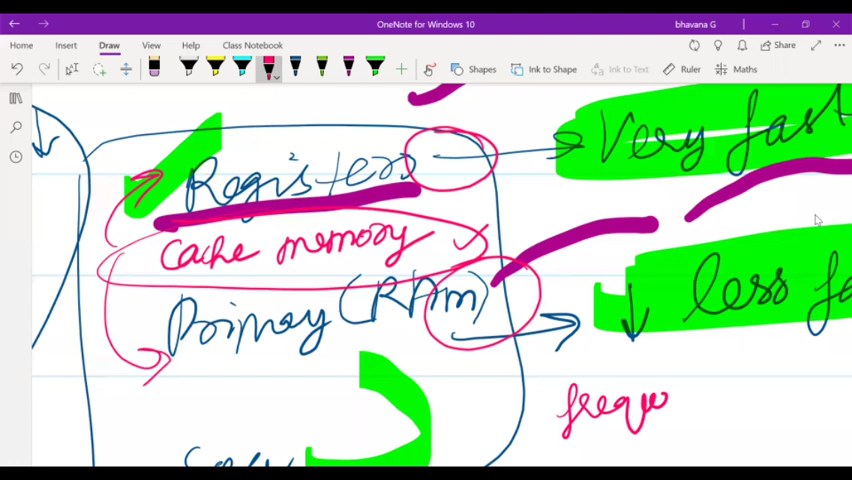 OneNote for Windows 10
bhavana G
Home Insert Draw View Help Class Notebook
Share
Shapes Ink to Shape Ink to Text Ruler Maths
Registers Very fast
Cache memory
Primary (RAM) less fa
frequ